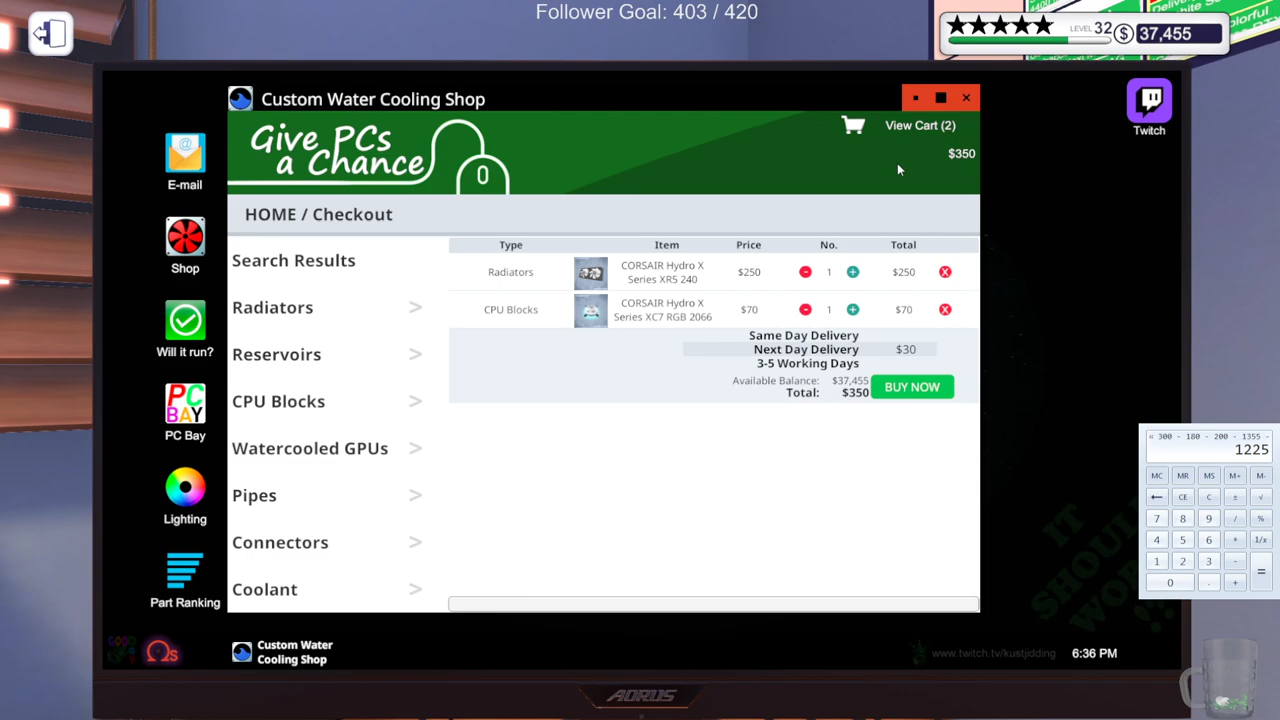 Follower Goal: 403 / 420
LEVEL 32 $ 37,455
Custom Water Cooling Shop
Give PCs
a Chance
View Cart (2)
$350
Twitch
HOME / Checkout
E-mail
Shop
Will it run?
PC
BAY
PC Bay
Lighting
Part Ranking
Search Results
Radiators >
Reservoirs >
CPU Blocks >
Watercooled GPUs >
Pipes >
Connectors >
Coolant >
Type Item Price No. Total
Radiators CORSAIR Hydro X
Series XR5 240 $250 - 1 + $250 x
CPU Blocks CORSAIR Hydro X
Series XC7 RGB 2066 $70 - 1 + $70 x
Same Day Delivery
Next Day Delivery $30
3-5 Working Days
Available Balance: $37,455
Total: $350 BUY NOW
« 300 - 180 - 200 - 1355 -
1225
MC MR MS M+ M-
← CE C ± √
7 8 9 / %
4 5 6 * 1/x
1 2 3 - =
0 . +
IT
SHOULD
WORK
!!!
Custom Water
Cooling Shop
www.twitch.tv/kustjidding
6:36 PM
AORUS